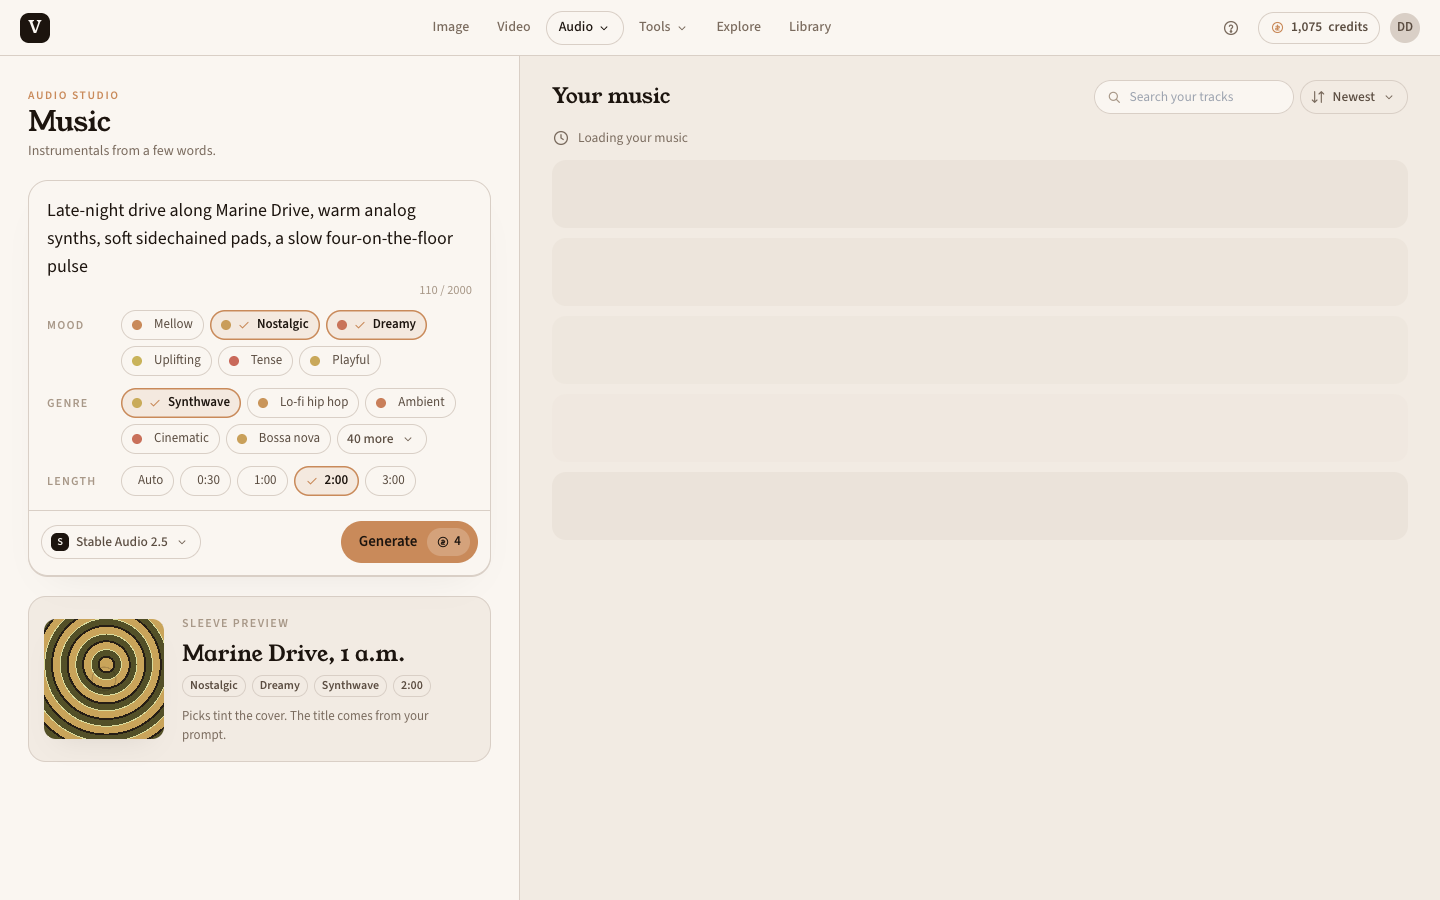 V
Image
Video
Audio
Tools
Explore
Library
1,075 credits
DD
AUDIO STUDIO
Music
Instrumentals from a few words.
Late-night drive along Marine Drive, warm analog
synths, soft sidechained pads, a slow four-on-the-floor
pulse
110 / 2000
MOOD
Mellow
Nostalgic
Dreamy
Uplifting
Tense
Playful
GENRE
Synthwave
Lo-fi hip hop
Ambient
Cinematic
Bossa nova
40 more
LENGTH
Auto
0:30
1:00
2:00
3:00
S
Stable Audio 2.5
Generate
4
SLEEVE PREVIEW
Marine Drive, 1 a.m.
Nostalgic
Dreamy
Synthwave
2:00
Picks tint the cover. The title comes from your
prompt.
Your music
Search your tracks
Newest
Loading your music